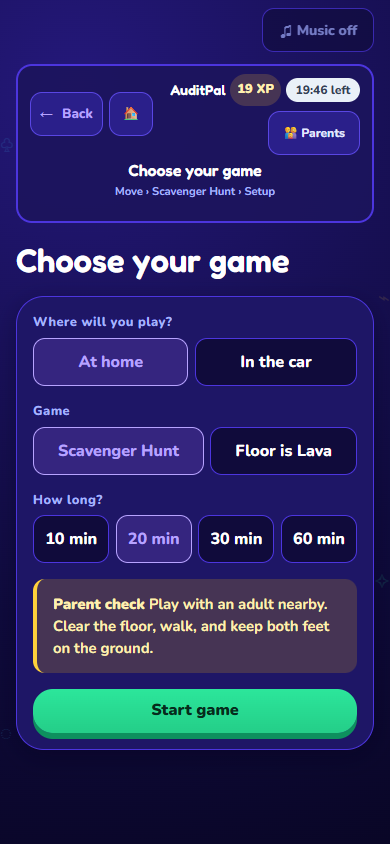 Music off
← Back
AuditPal 19 XP 19:46 left
Parents
Choose your game
Move › Scavenger Hunt › Setup
Choose your game
Where will you play?
At home In the car
Game
Scavenger Hunt Floor is Lava
How long?
10 min 20 min 30 min 60 min
Parent check Play with an adult nearby.
Clear the floor, walk, and keep both feet
on the ground.
Start game